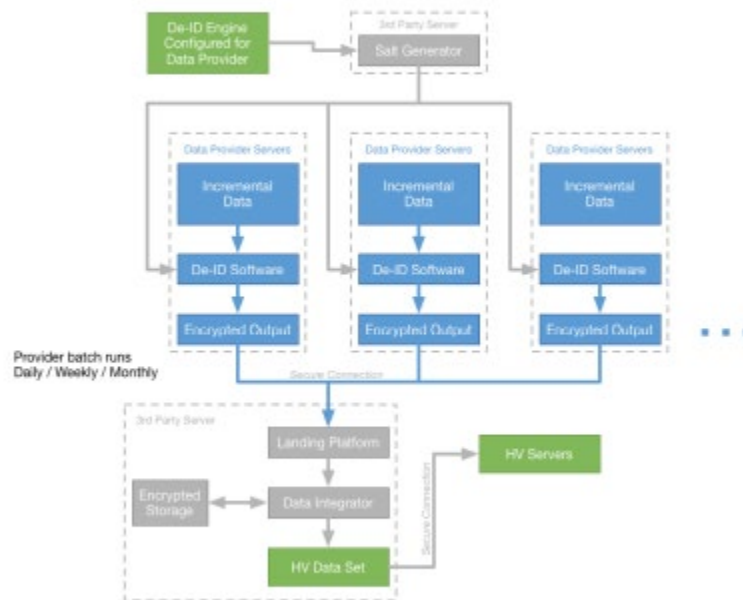 De-ID Engine
Configured for
Data Provider
3rd Party Server
Salt Generator
Data Provider Servers
Incremental
Data
De-ID Software
Encrypted Output
Data Provider Servers
Incremental
Data
De-ID Software
Encrypted Output
Data Provider Servers
Incremental
Data
De-ID Software
Encrypted Output
Provider batch runs
Daily / Weekly / Monthly
Secure Connection
3rd Party Server
Landing Platform
Encrypted
Storage
Data Integrator
HV Data Set
Secure Connection
HV Servers